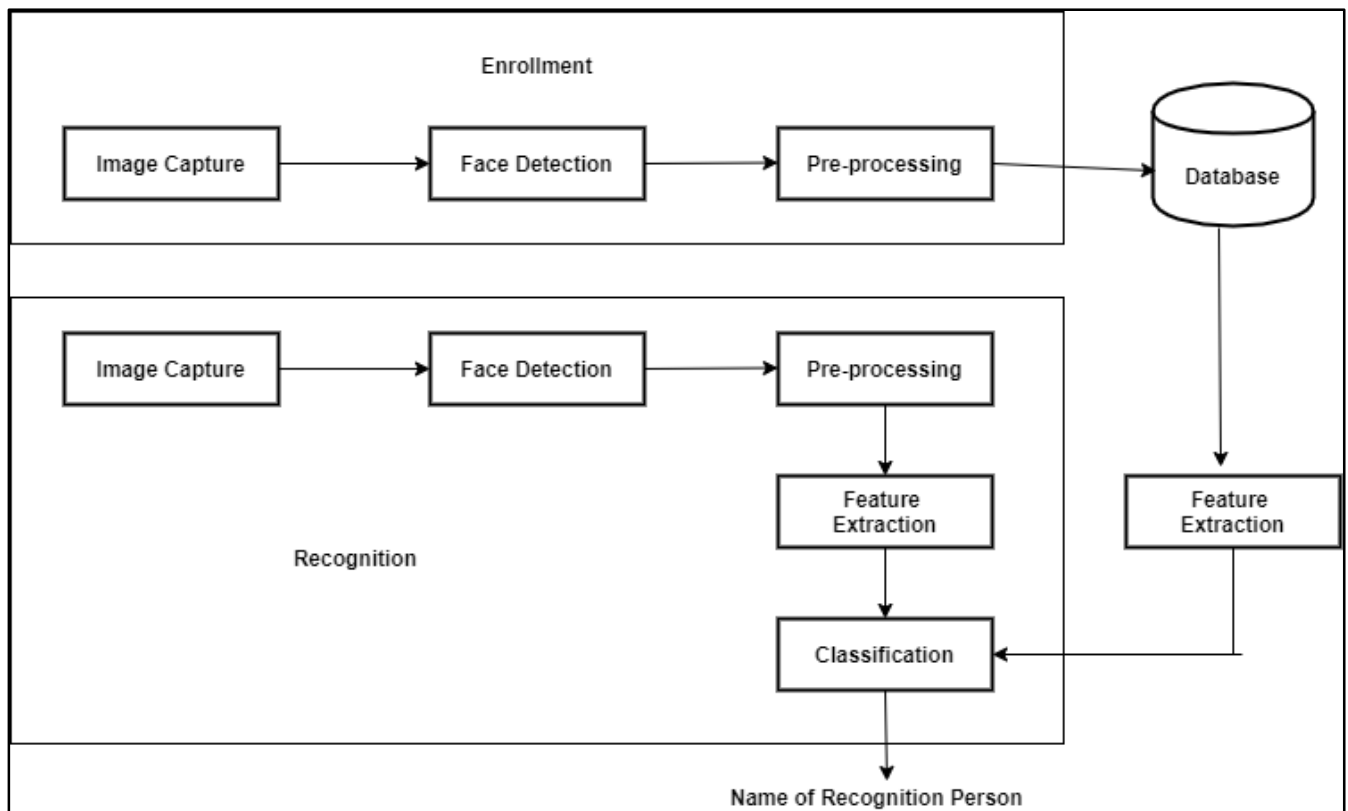 Enrollment
Image Capture
Face Detection
Pre-processing
Database
Image Capture
Face Detection
Pre-processing
Feature
Extraction
Feature
Extraction
Recognition
Classification
Name of Recognition Person